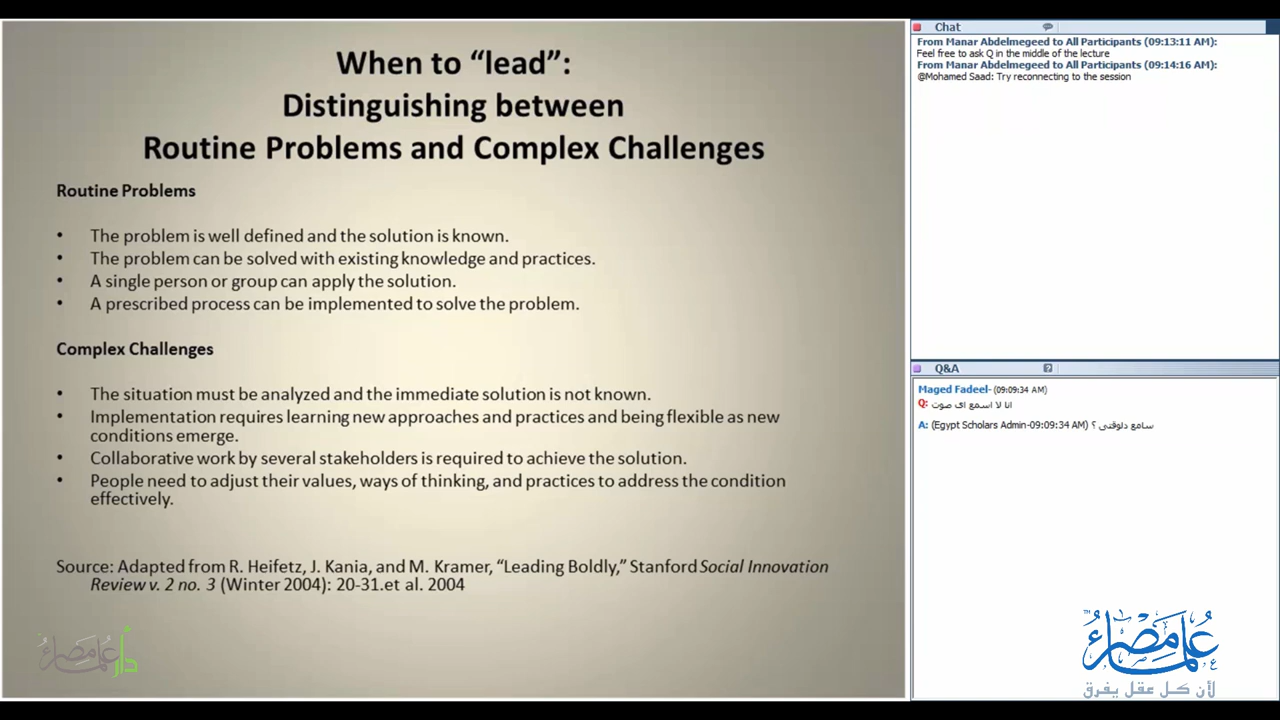 When to “lead”:
Distinguishing between
Routine Problems and Complex Challenges
Routine Problems
• The problem is well defined and the solution is known.
• The problem can be solved with existing knowledge and practices.
• A single person or group can apply the solution.
• A prescribed process can be implemented to solve the problem.
Complex Challenges
• The situation must be analyzed and the immediate solution is not known.
• Implementation requires learning new approaches and practices and being flexible as new
conditions emerge.
• Collaborative work by several stakeholders is required to achieve the solution.
• People need to adjust their values, ways of thinking, and practices to address the condition
effectively.
Source: Adapted from R. Heifetz, J. Kania, and M. Kramer, “Leading Boldly,” Stanford Social Innovation
Review v. 2 no. 3 (Winter 2004): 20-31.et al. 2004
دار علماء مصر
Chat
From Manar Abdelmegeed to All Participants (09:13:11 AM):
Feel free to ask Q in the middle of the lecture
From Manar Abdelmegeed to All Participants (09:14:16 AM):
@Mohamed Saad: Try reconnecting to the session
Q&A
Maged Fadeel- (09:09:34 AM)
Q: انا لا اسمع اى صوت
A: (Egypt Scholars Admin-09:09:34 AM) سامع دلوقتى ؟
علماء مصر
لأن كل عقل يفرق